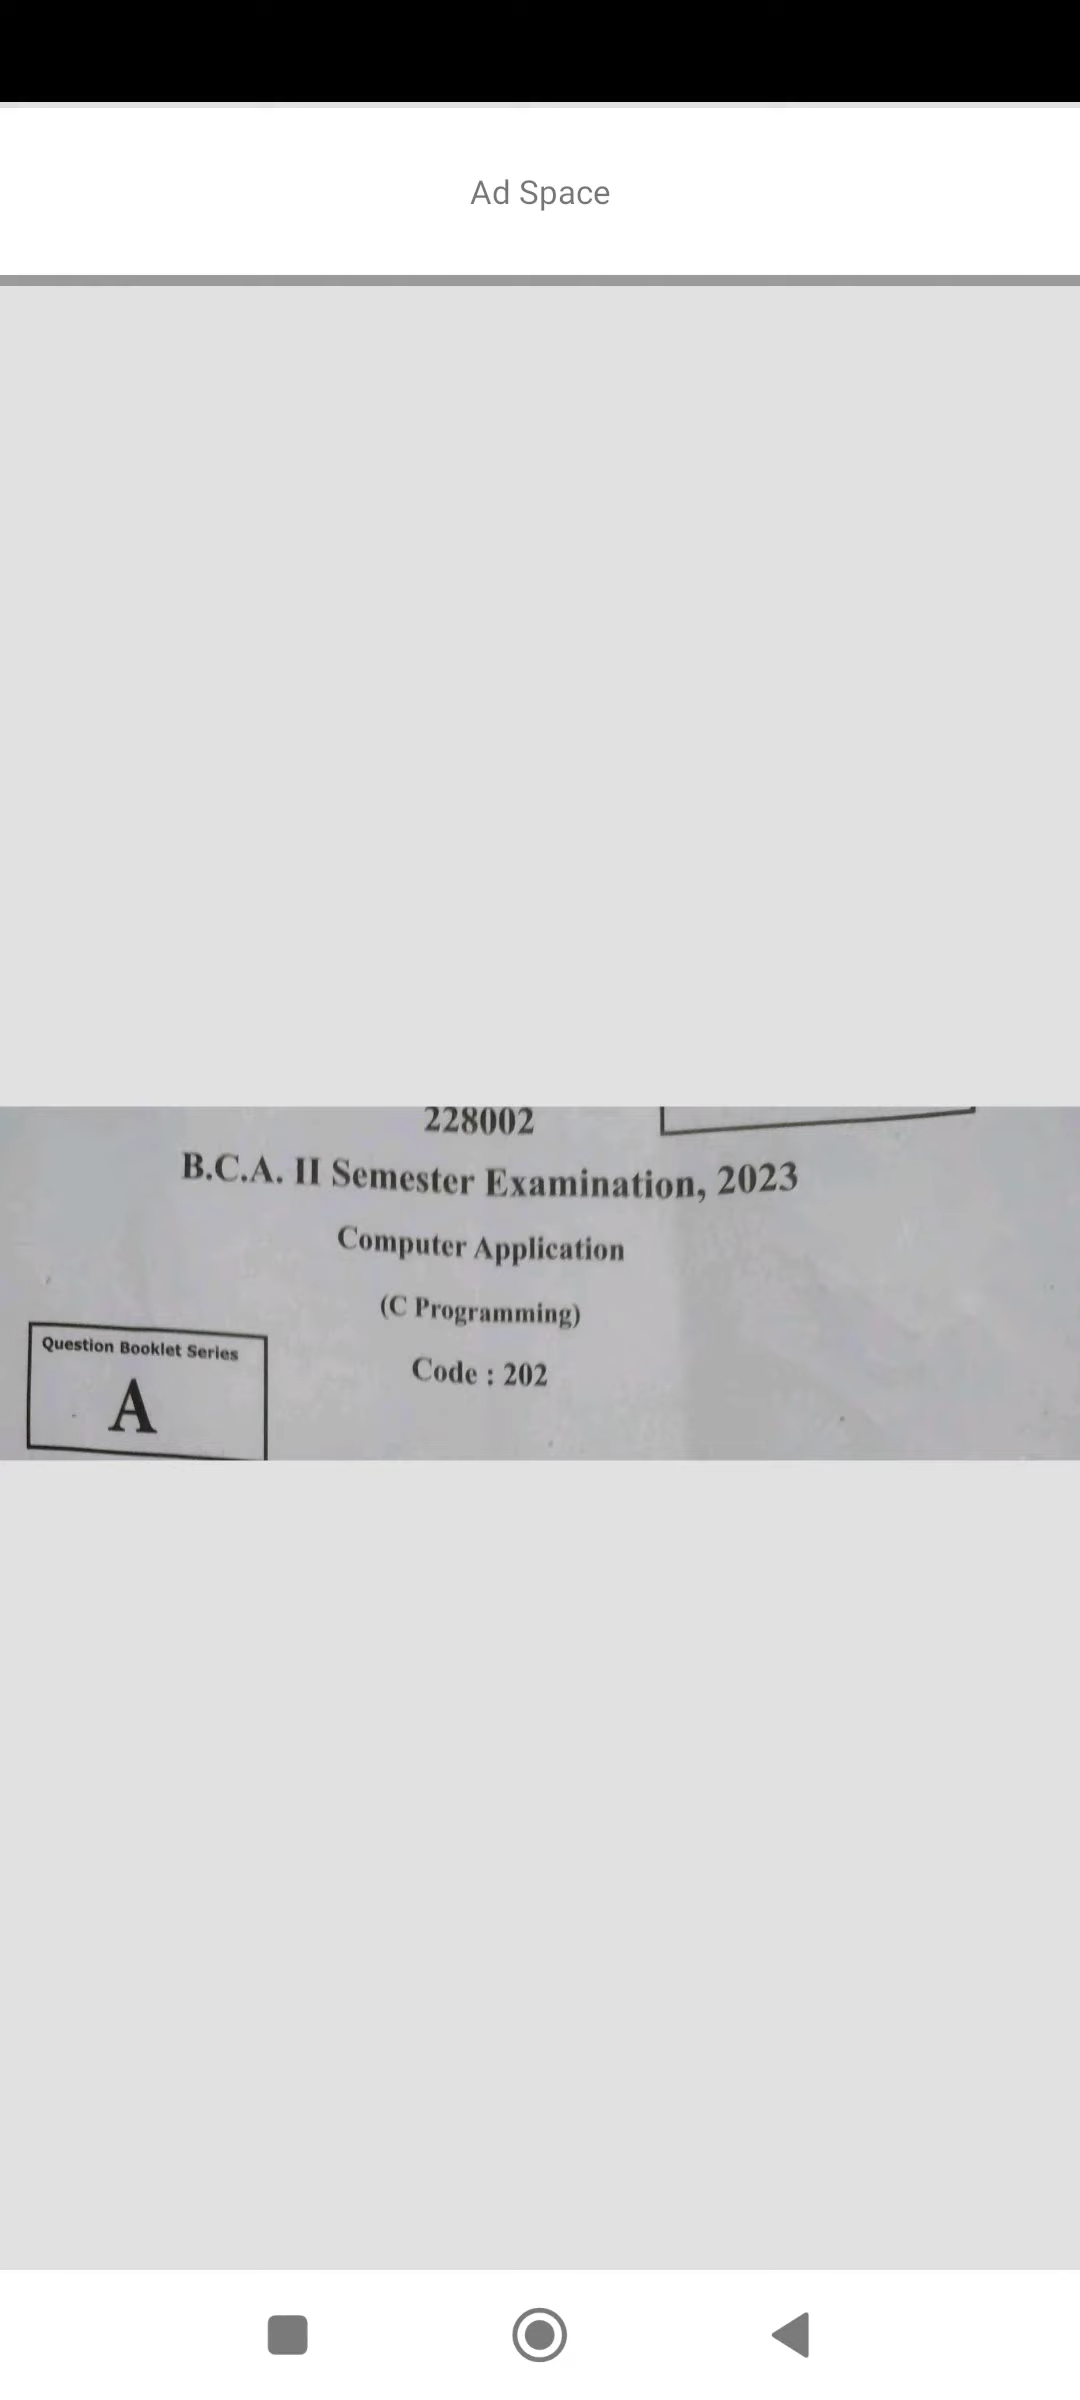 Ad Space
228002
B.C.A. II Semester Examination, 2023
Computer Application
(C Programming)
Code : 202
Question Booklet Series
A